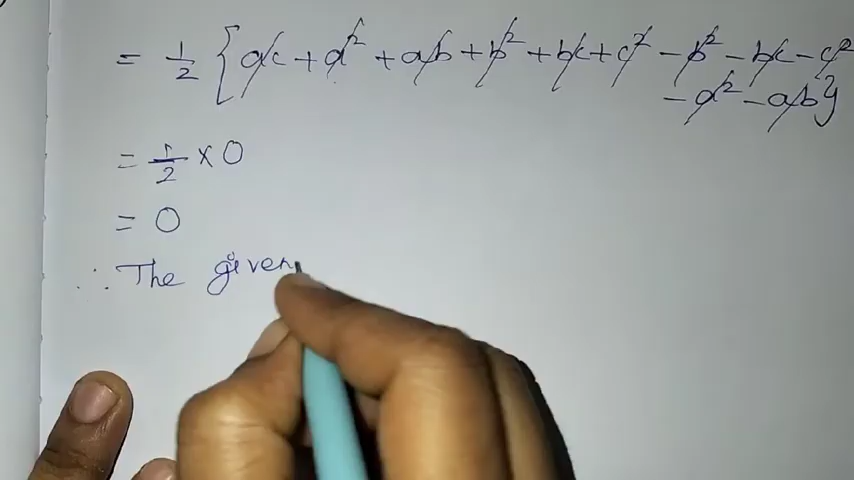 = 1/2 {ac + a² + ab + b² + bc + c² - b² - bc - c²
- a² - ab}
= 1/2 × 0
= 0
∴ The given